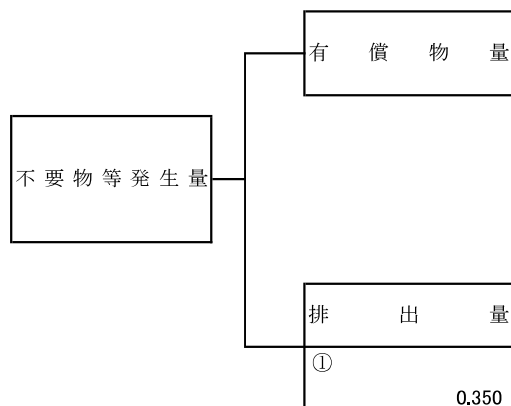 有償物量
不要物等発生量
排出量
①
0.350